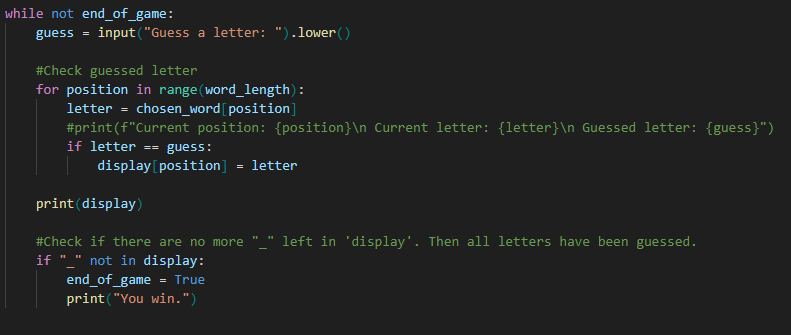 while not end_of_game:
    guess = input("Guess a letter: ").lower()
    #Check guessed letter
    for position in range(word_length):
        letter = chosen_word[position]
        #print(f"Current position: {position}\n Current letter: {letter}\n Guessed letter: {guess}")
        if letter == guess:
            display[position] = letter
    print(display)
    #Check if there are no more "_" left in 'display'. Then all letters have been guessed.
    if "_" not in display:
        end_of_game = True
        print("You win.")